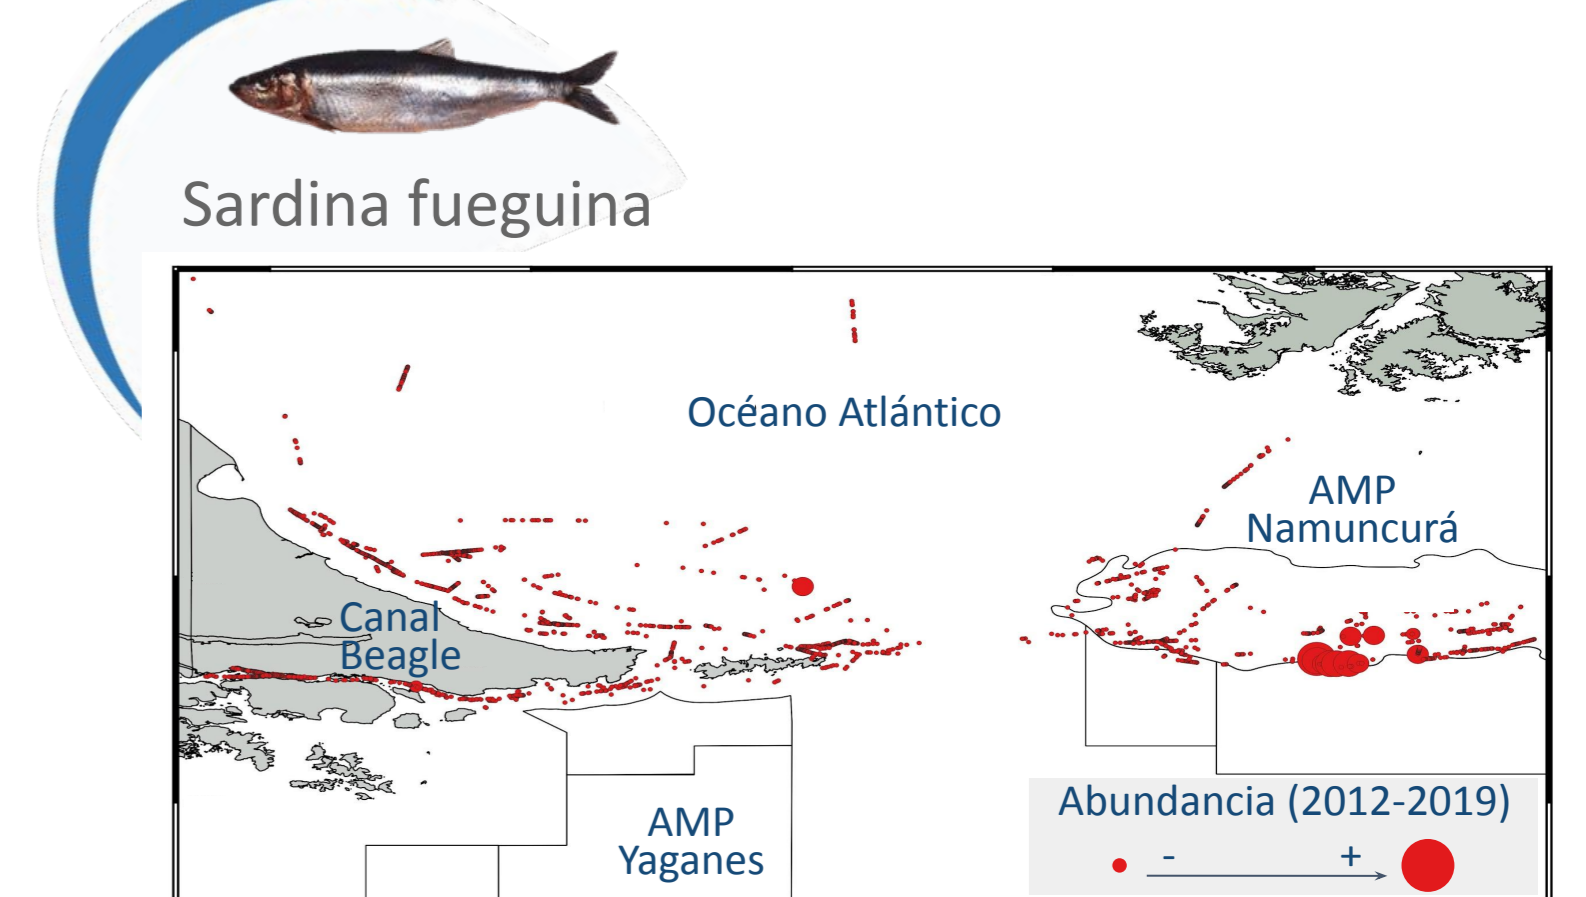 Sardina fueguina
Océano Atlántico
AMP
Namuncurá
Canal
Beagle
AMP
Yaganes
Abundancia (2012-2019)
- +